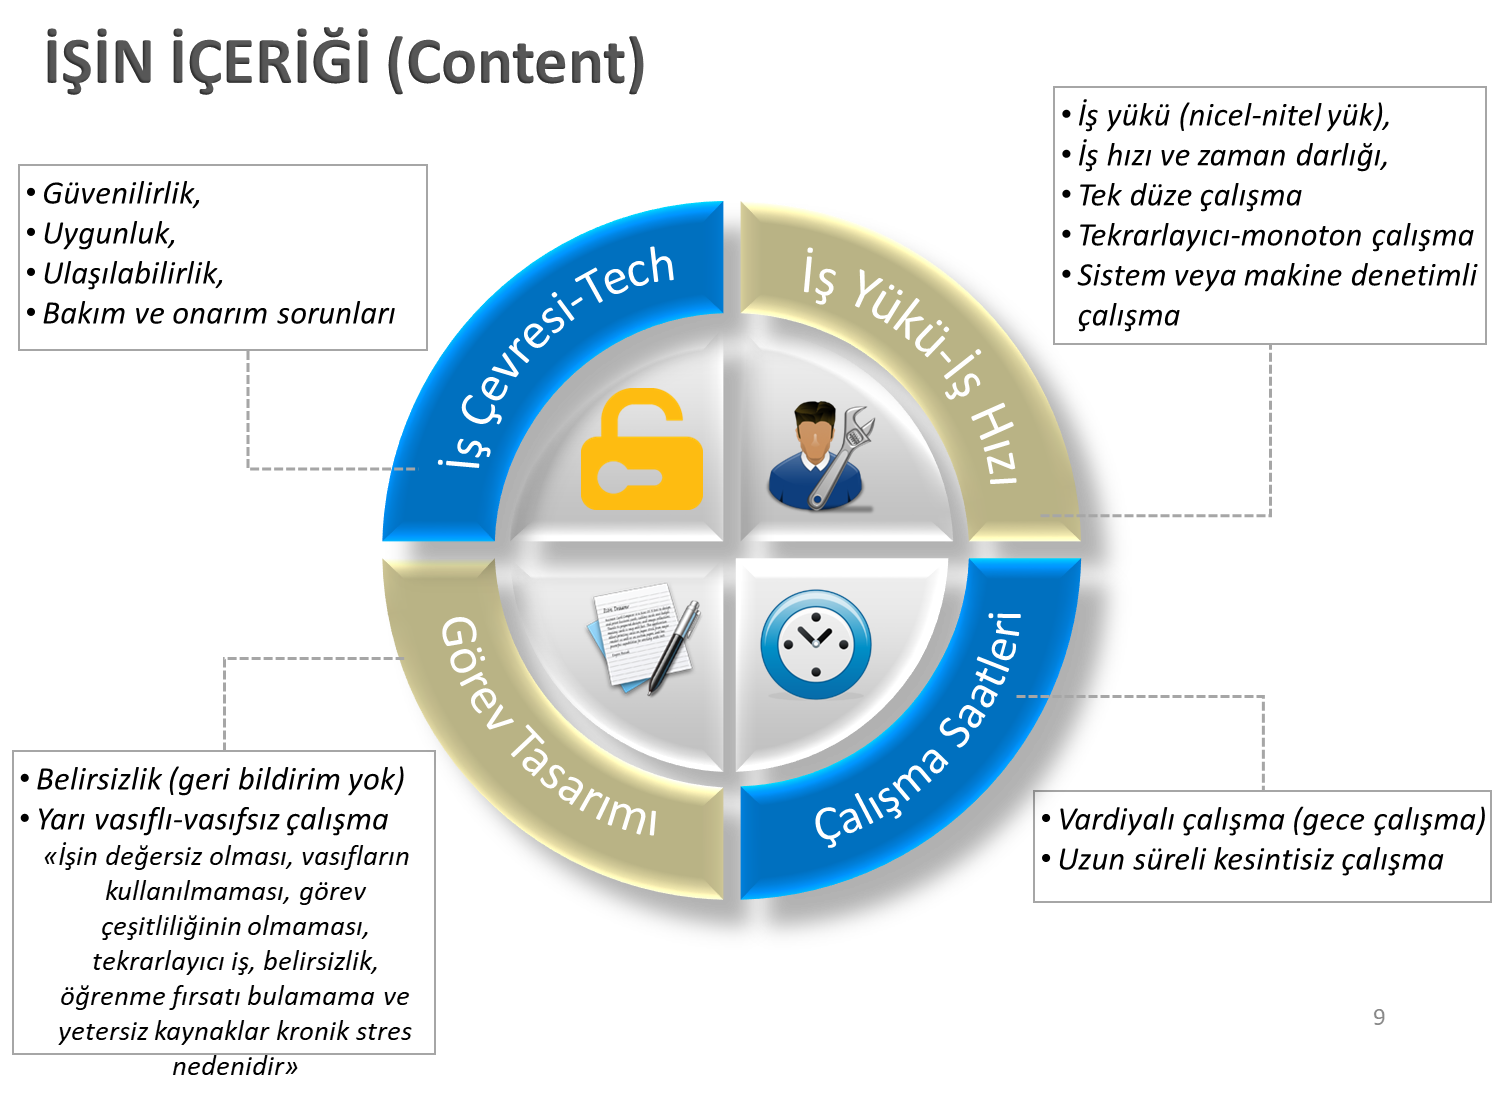 İŞİN İÇERİĞİ (Content)
• Güvenilirlik,
• Uygunluk,
• Ulaşılabilirlik,
• Bakım ve onarım sorunları
• İş yükü (nicel-nitel yük),
• İş hızı ve zaman darlığı,
• Tek düze çalışma
• Tekrarlayıcı-monoton çalışma
• Sistem veya makine denetimli
çalışma
İş Çevresi-Tech
İş Yükü-İş Hızı
Görev Tasarımı
Çalışma Saatleri
• Belirsizlik (geri bildirim yok)
• Yarı vasıflı-vasıfsız çalışma
«İşin değersiz olması, vasıfların
kullanılmaması, görev
çeşitliliğinin olmaması,
tekrarlayıcı iş, belirsizlik,
öğrenme fırsatı bulamama ve
yetersiz kaynaklar kronik stres
nedenidir»
• Vardiyalı çalışma (gece çalışma)
• Uzun süreli kesintisiz çalışma
9